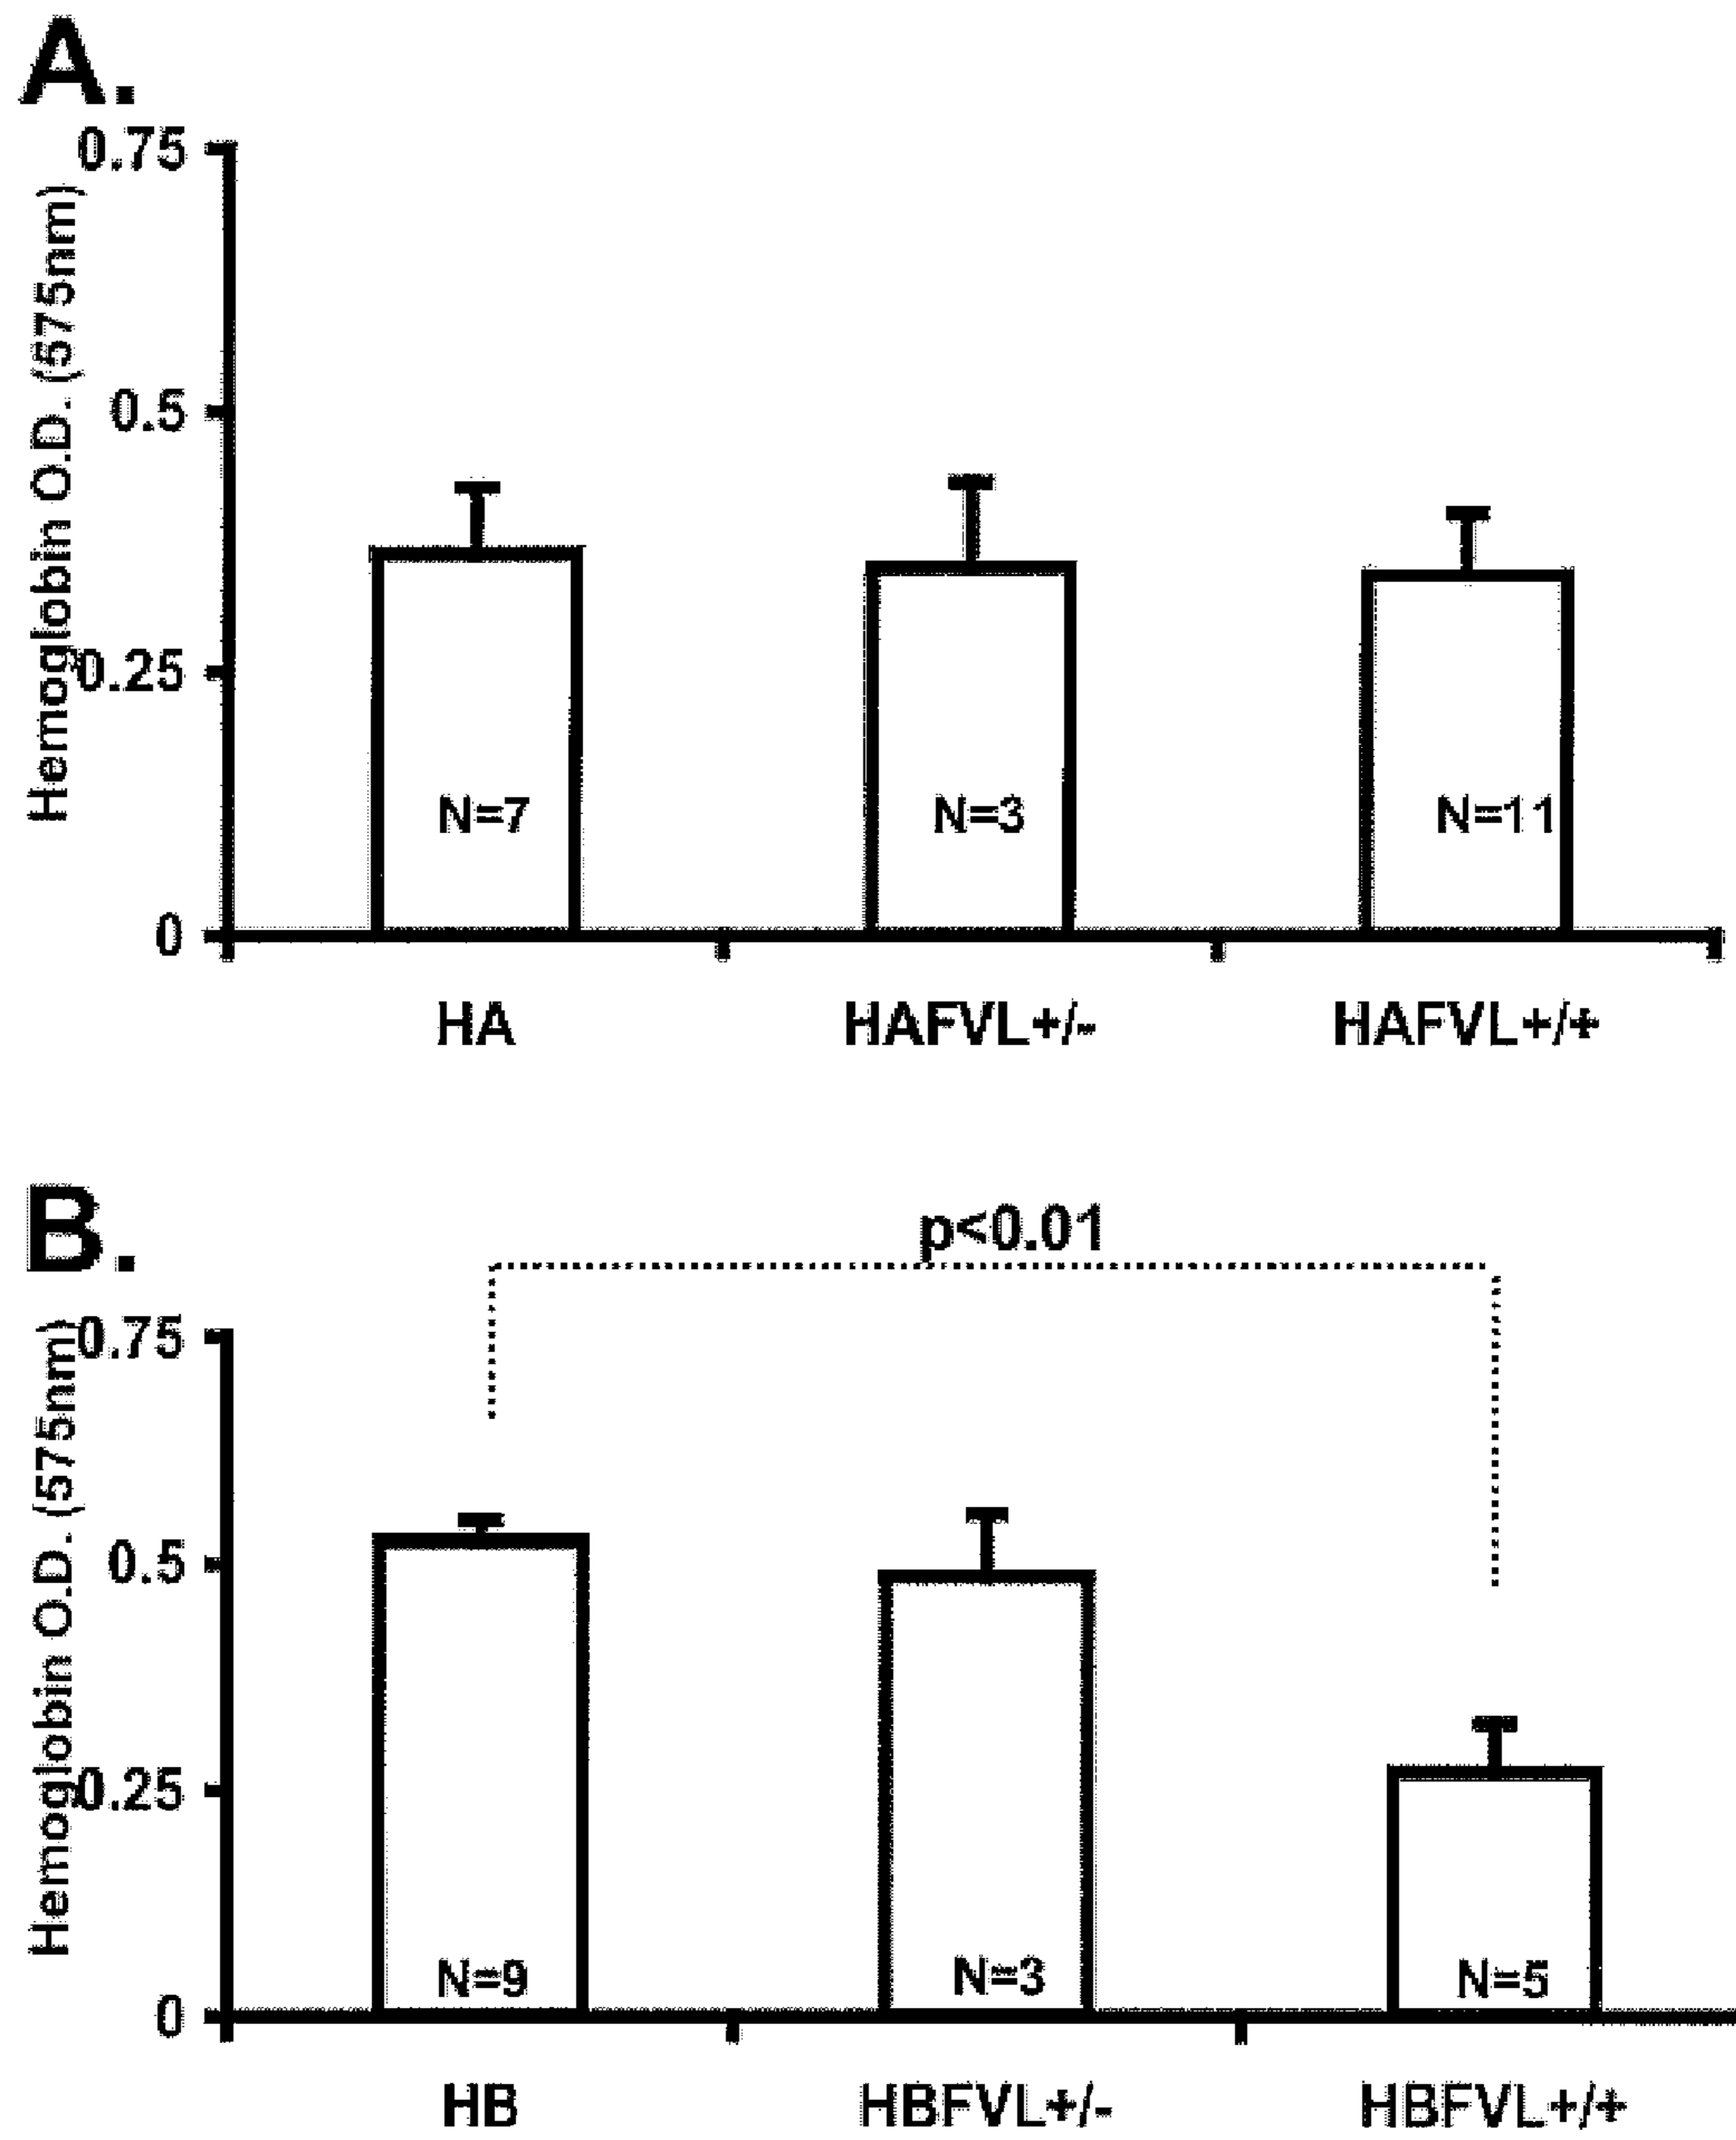 A.
Hemoglobin O.D. (575nm)
0.75
0.5
0.25
0
N=7
N=3
N=11
HA
HAFVL+/-
HAFVL+/+
B.
p<0.01
Hemoglobin O.D. (575nm)
0.75
0.5
0.25
0
N=9
N=3
N=5
HB
HBFVL+/-
HBFVL+/+